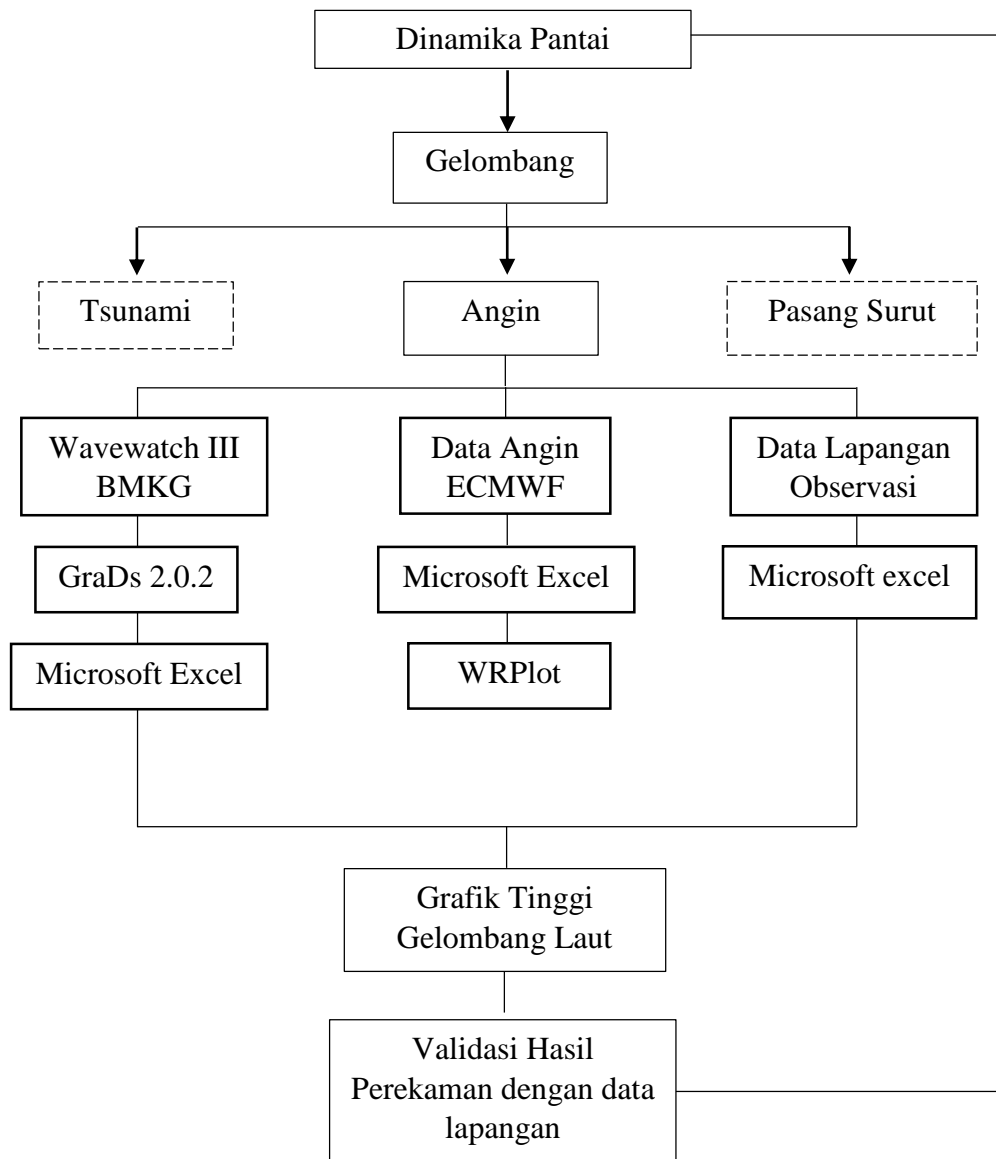 Dinamika Pantai
Gelombang
Tsunami
Angin
Pasang Surut
Wavewatch III
BMKG
Data Angin
ECMWF
Data Lapangan
Observasi
GraDs 2.0.2
Microsoft Excel
Microsoft excel
Microsoft Excel
WRPlot
Grafik Tinggi
Gelombang Laut
Validasi Hasil
Perekaman dengan data
lapangan